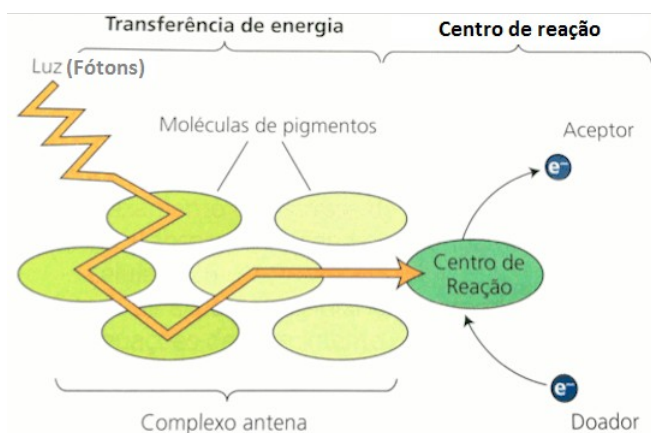 Transferência de energia
Centro de reação
Luz (Fótons)
Moléculas de pigmentos
Aceptor
e⁻
Centro de
Reação
e⁻
Complexo antena
Doador